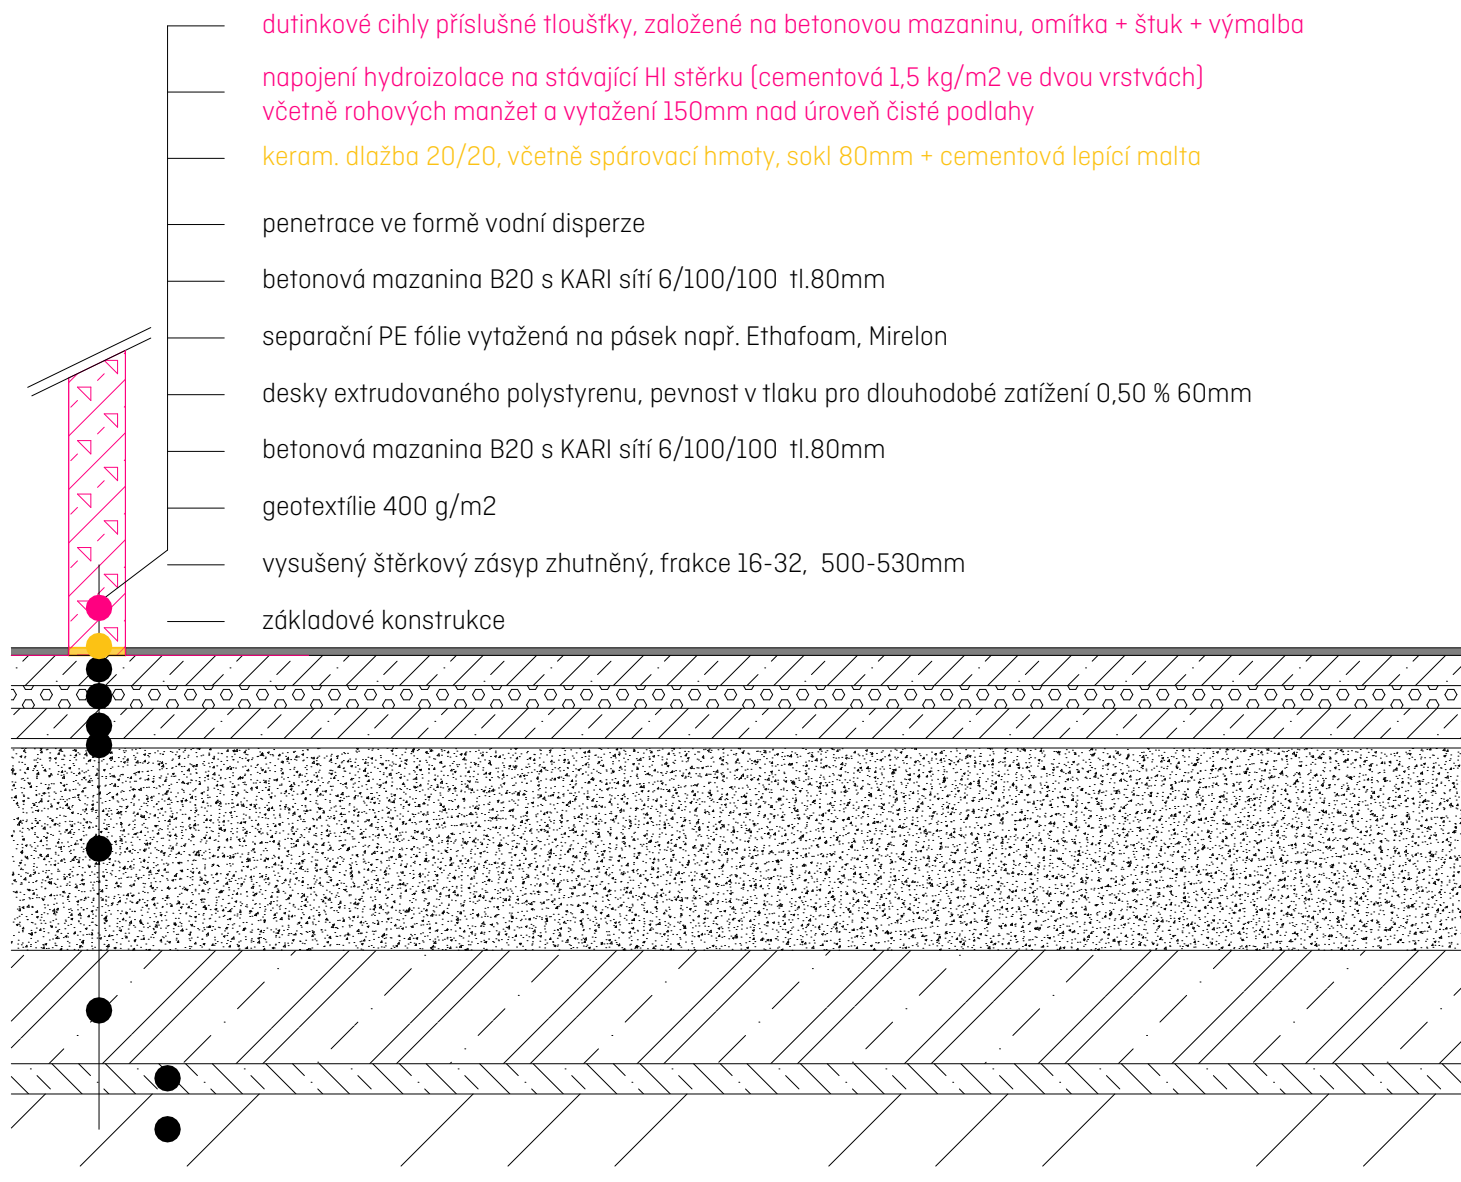 dutinkové cihly příslušné tloušťky, založené na betonovou mazaninu, omítka + štuk + výmalba
napojení hydroizolace na stávající HI stěrku (cementová 1,5 kg/m2 ve dvou vrstvách)
včetně rohových manžet a vytažení 150mm nad úroveň čisté podlahy
keram. dlažba 20/20, včetně spárovací hmoty, sokl 80mm + cementová lepící malta
penetrace ve formě vodní disperze
betonová mazanina B20 s KARI sítí 6/100/100 tl.80mm
separační PE fólie vytažená na pásek např. Ethafoam, Mirelon
desky extrudovaného polystyrenu, pevnost v tlaku pro dlouhodobé zatížení 0,50 % 60mm
betonová mazanina B20 s KARI sítí 6/100/100 tl.80mm
geotextílie 400 g/m2
vysušený štěrkový zásyp zhutněný, frakce 16-32, 500-530mm
základové konstrukce